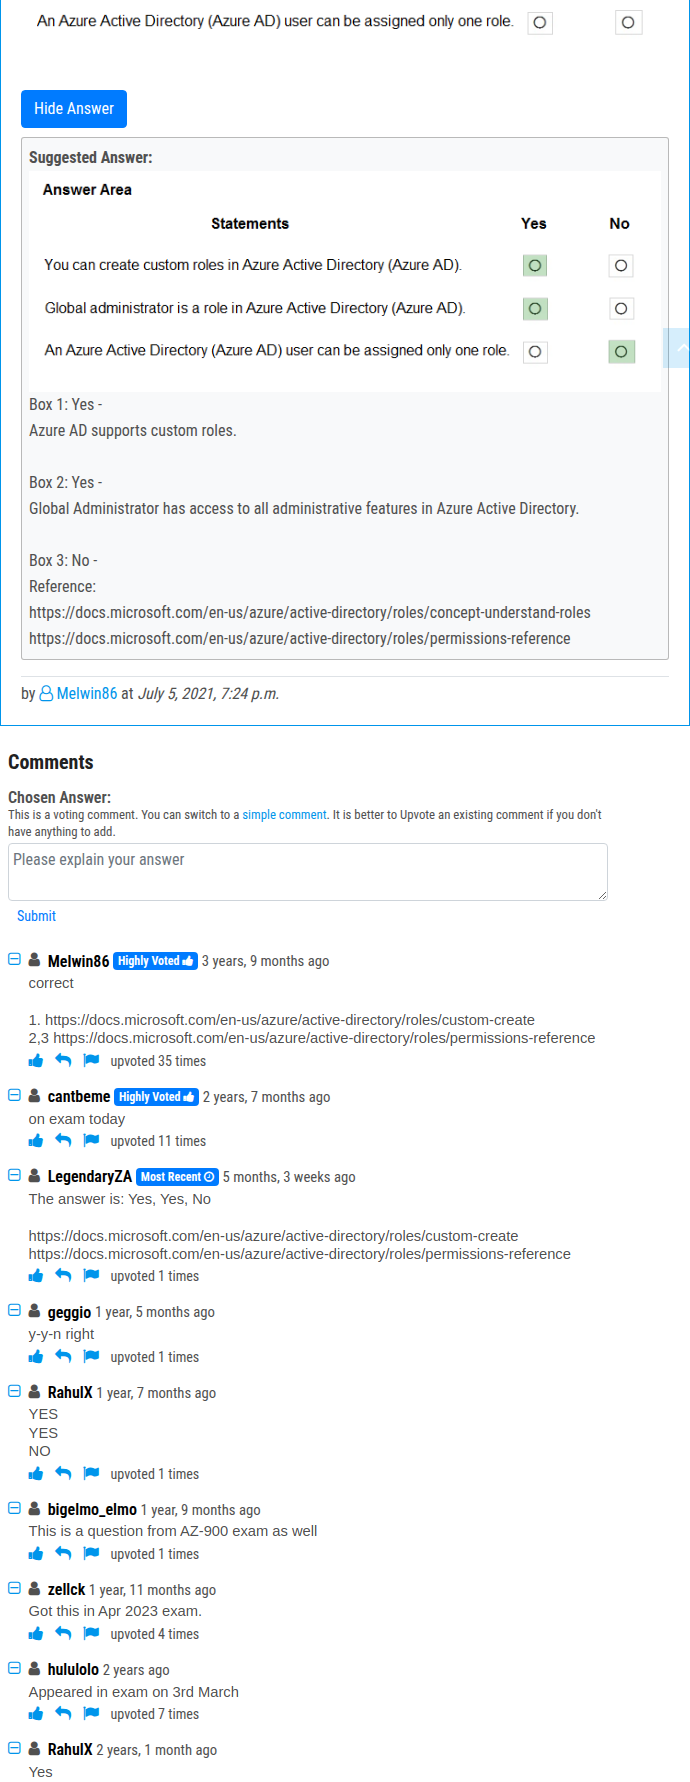 An Azure Active Directory (Azure AD) user can be assigned only one role.
Hide Answer
Suggested Answer:
Answer Area
Statements Yes No
You can create custom roles in Azure Active Directory (Azure AD).
Global administrator is a role in Azure Active Directory (Azure AD).
An Azure Active Directory (Azure AD) user can be assigned only one role.
Box 1: Yes -
Azure AD supports custom roles.
Box 2: Yes -
Global Administrator has access to all administrative features in Azure Active Directory.
Box 3: No -
Reference:
https://docs.microsoft.com/en-us/azure/active-directory/roles/concept-understand-roles
https://docs.microsoft.com/en-us/azure/active-directory/roles/permissions-reference
by Melwin86 at July 5, 2021, 7:24 p.m.
Comments
Chosen Answer:
This is a voting comment. You can switch to a simple comment. It is better to Upvote an existing comment if you don't
have anything to add.
Please explain your answer
Submit
Melwin86 Highly Voted 3 years, 9 months ago
correct
1. https://docs.microsoft.com/en-us/azure/active-directory/roles/custom-create
2,3 https://docs.microsoft.com/en-us/azure/active-directory/roles/permissions-reference
upvoted 35 times
cantbeme Highly Voted 2 years, 7 months ago
on exam today
upvoted 11 times
LegendaryZA Most Recent 5 months, 3 weeks ago
The answer is: Yes, Yes, No
https://docs.microsoft.com/en-us/azure/active-directory/roles/custom-create
https://docs.microsoft.com/en-us/azure/active-directory/roles/permissions-reference
upvoted 1 times
geggio 1 year, 5 months ago
y-y-n right
upvoted 1 times
RahulX 1 year, 7 months ago
YES
YES
NO
upvoted 1 times
bigelmo_elmo 1 year, 9 months ago
This is a question from AZ-900 exam as well
upvoted 1 times
zellck 1 year, 11 months ago
Got this in Apr 2023 exam.
upvoted 4 times
hululolo 2 years ago
Appeared in exam on 3rd March
upvoted 7 times
RahulX 2 years, 1 month ago
Yes